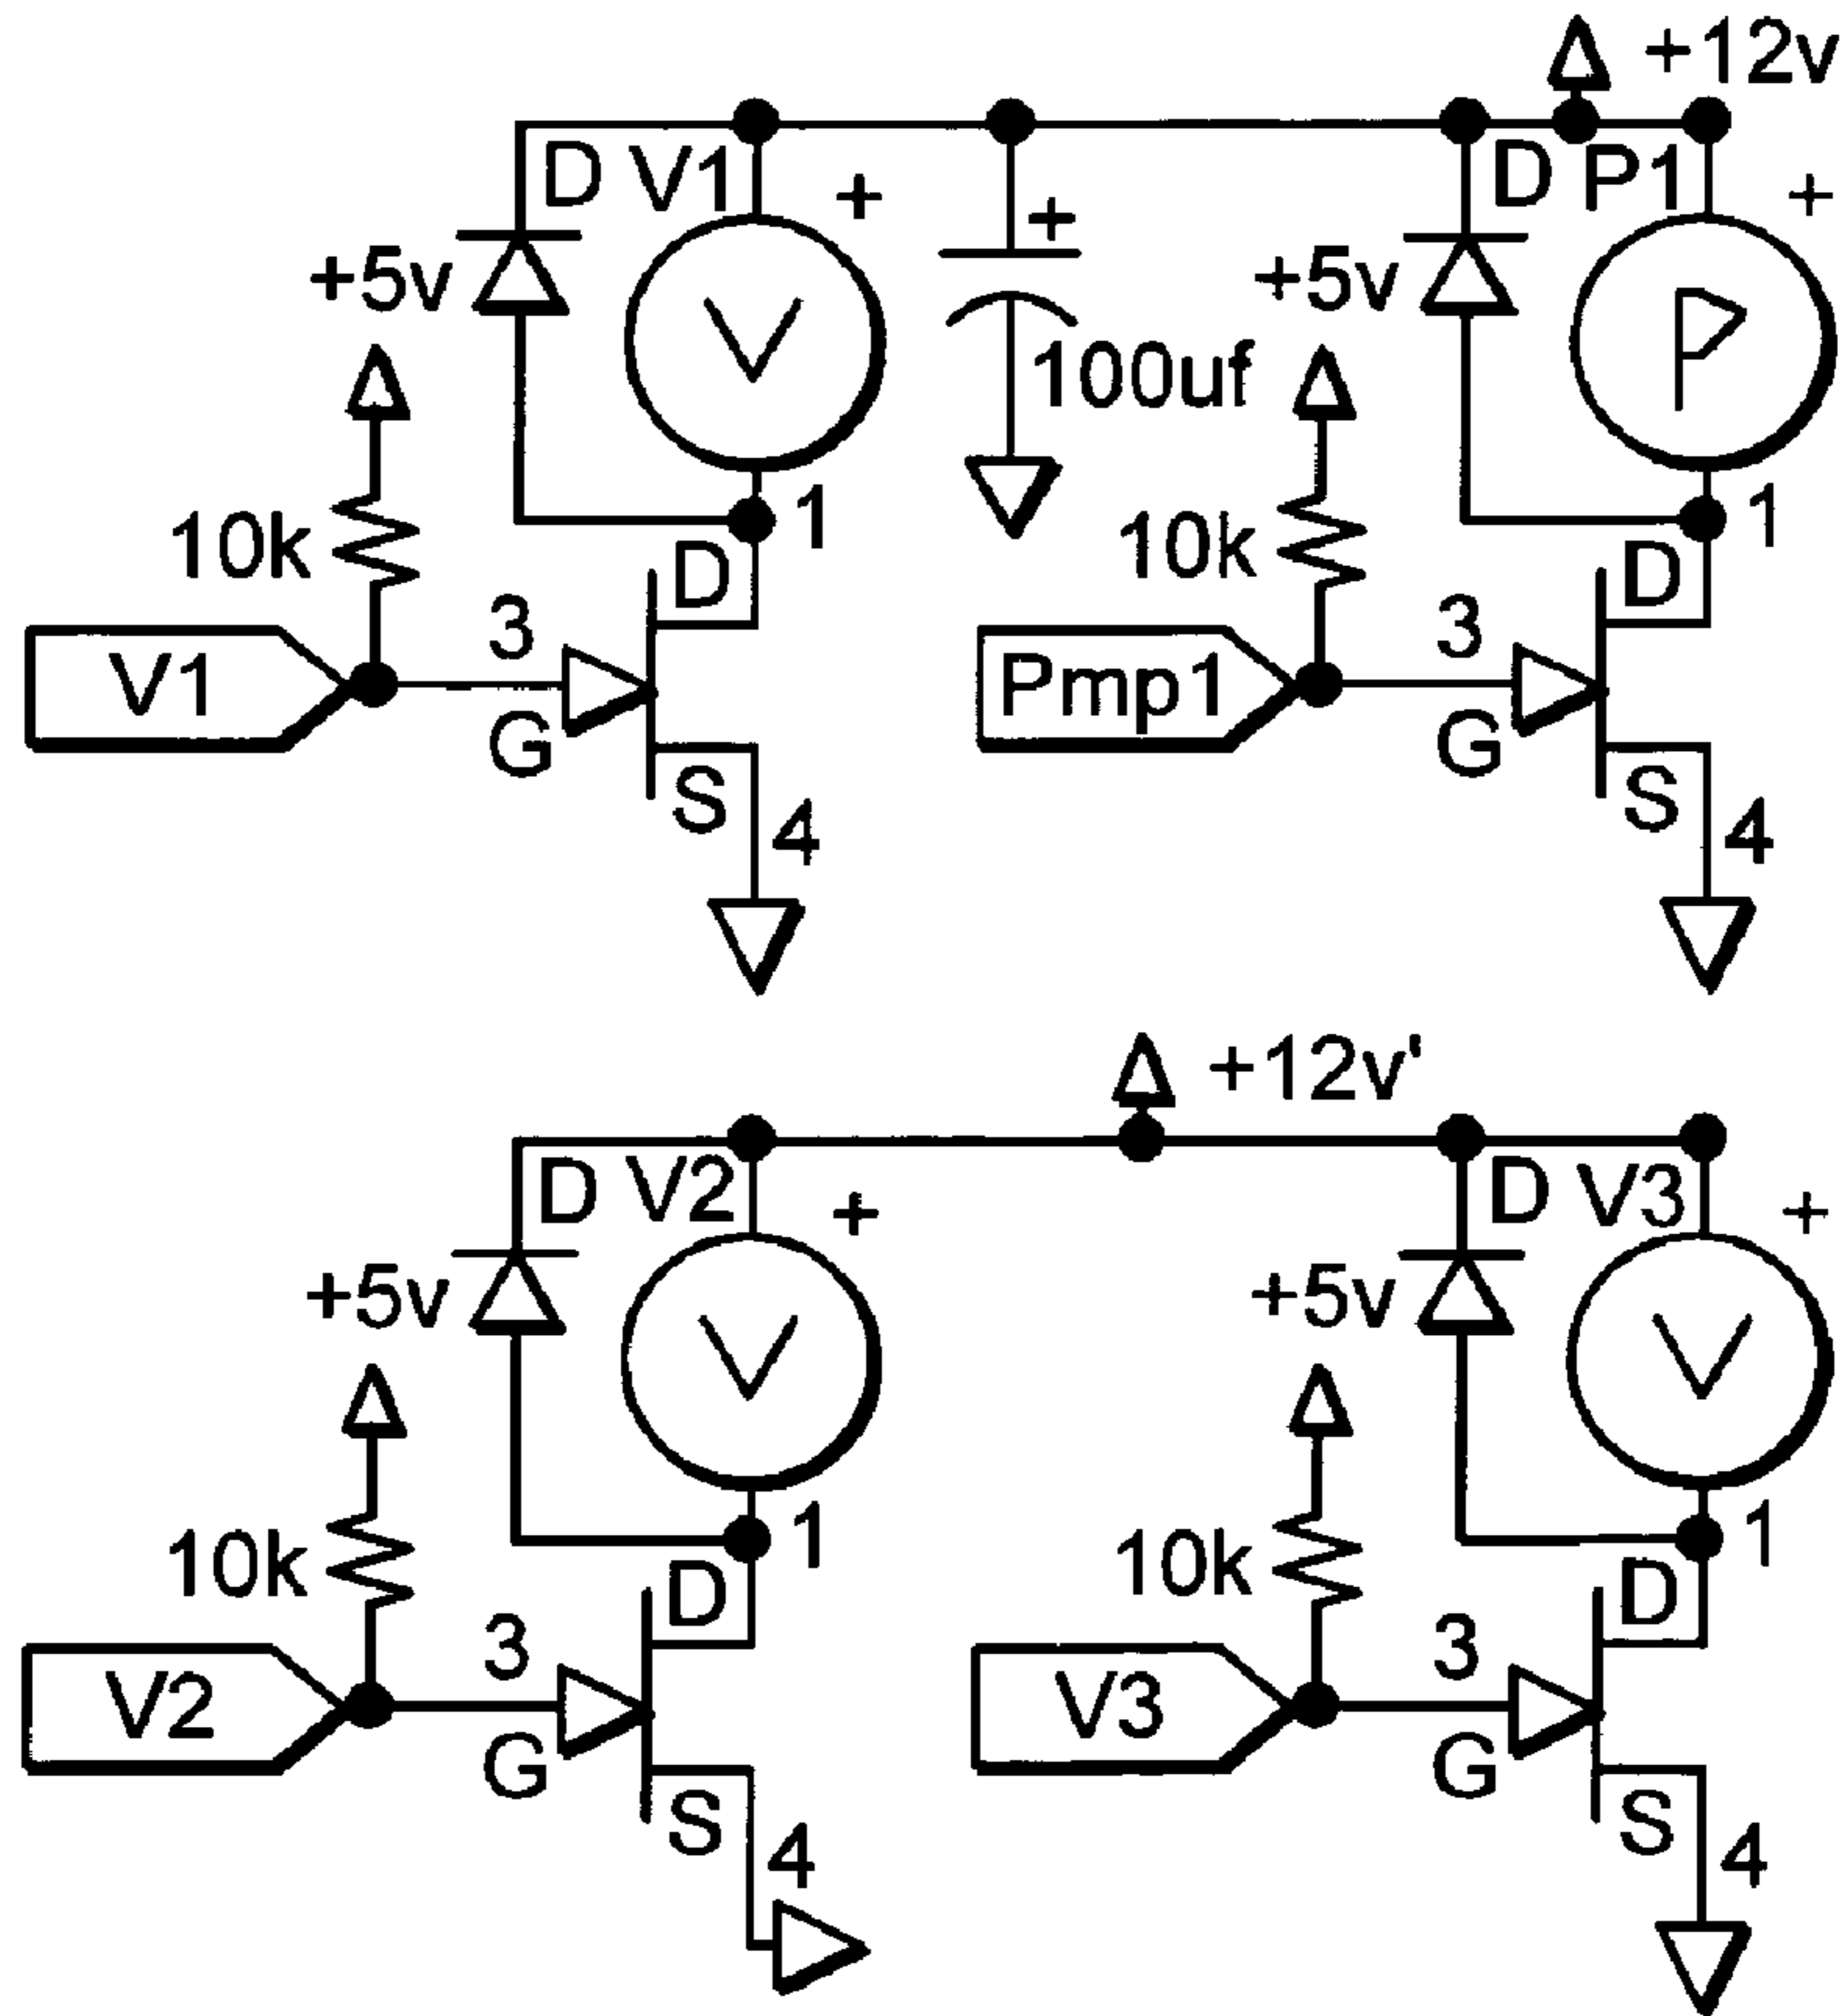 +12v
D V1 + + D P1 +
+5v V +5v P
100uf
10k 1 10k 1
D D
3 3
V1 Pmp1
G G
S S
4 4
+12v'
D V2 + D V3 +
+5v V +5v V
10k 1 10k 1
D D
3 3
V2 V3
G G
S S
4 4